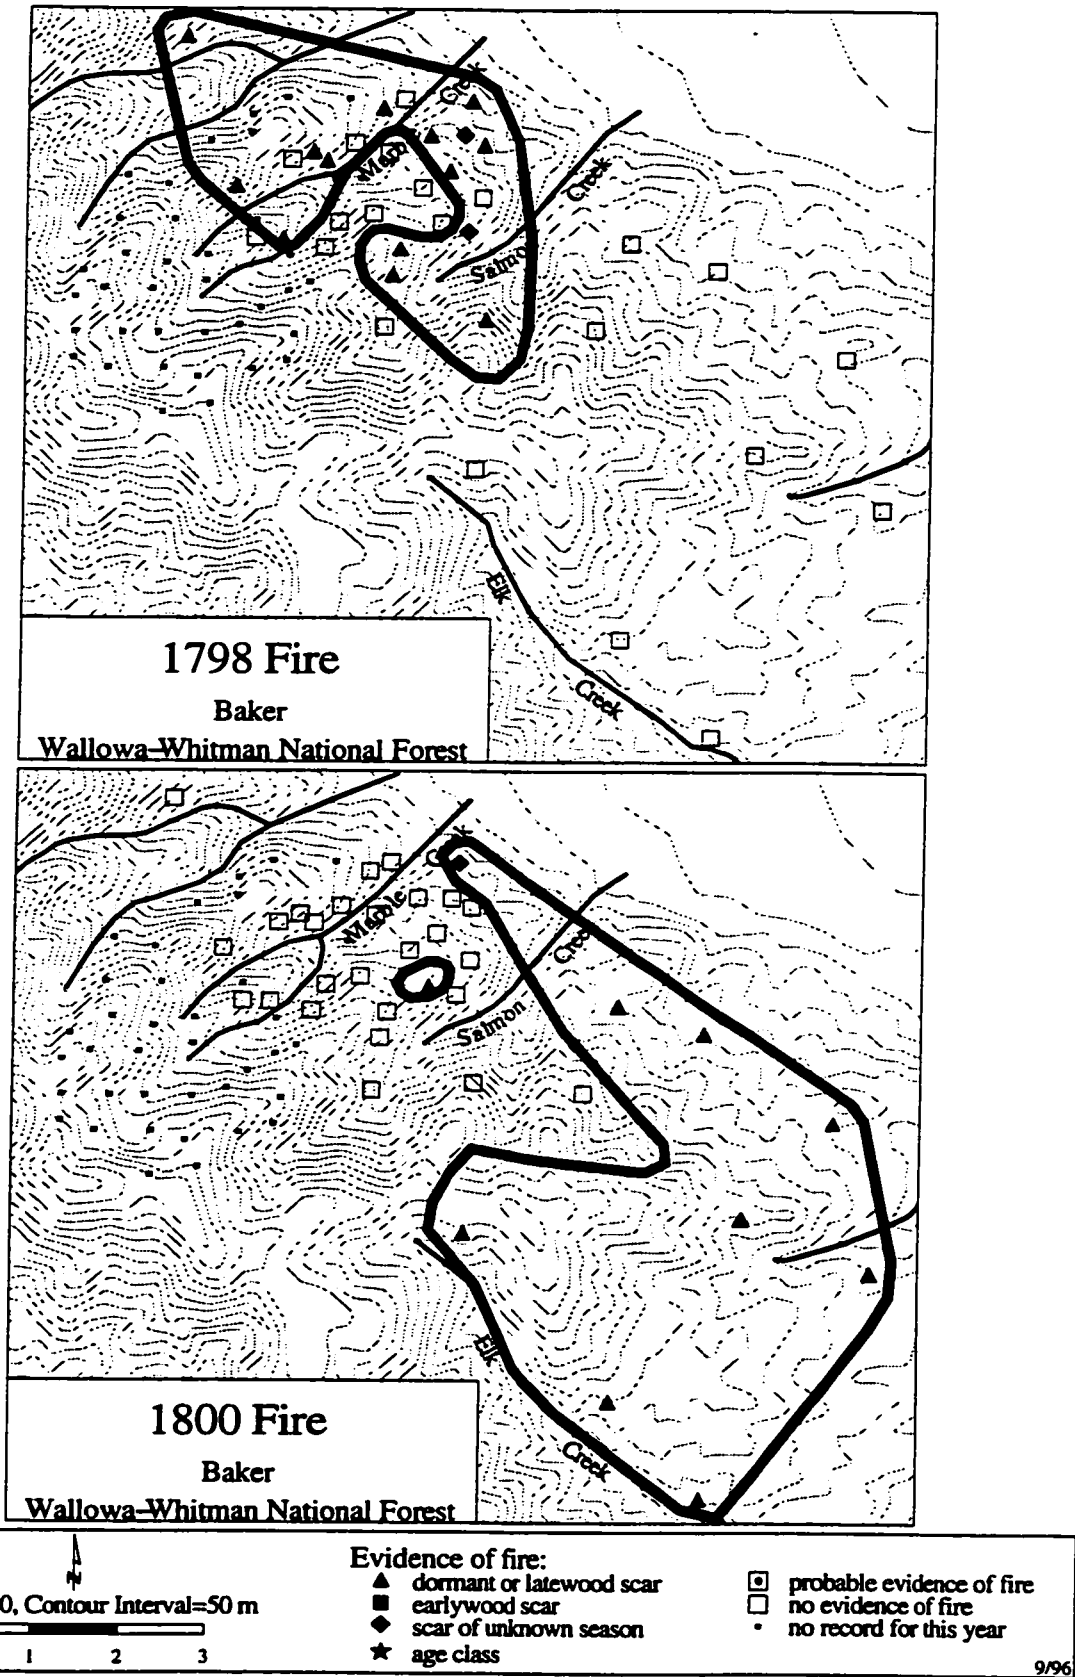 Creek
Marb
Creek
Salmon
Elk
Creek
1798 Fire
Baker
Wallowa-Whitman National Forest
Marble
Cree
Salmon
Elk
Creek
1800 Fire
Baker
Wallowa-Whitman National Forest
N
0, Contour Interval=50 m
1 2 3
Evidence of fire:
dormant or latewood scar
earlywood scar
scar of unknown season
age class
probable evidence of fire
no evidence of fire
no record for this year
9/96